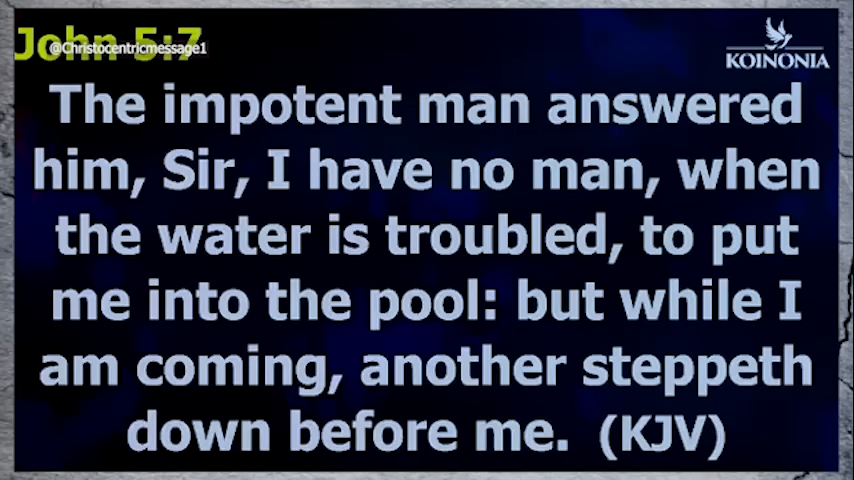 John 5:7
@Christocentricmessage1
KOINONIA
The impotent man answered
him, Sir, I have no man, when
the water is troubled, to put
me into the pool: but while I
am coming, another steppeth
down before me. (KJV)